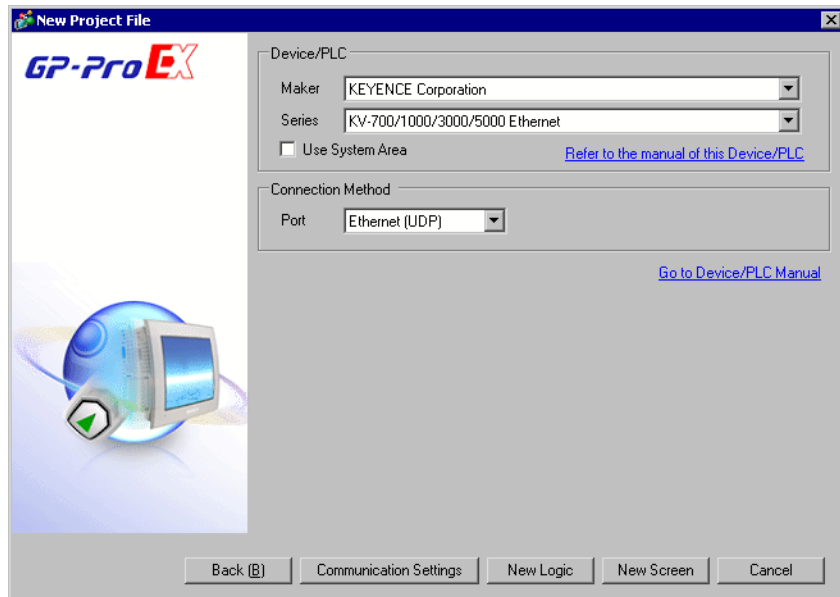 New Project File
GP-Pro EX
Device/PLC
Maker KEYENCE Corporation
Series KV-700/1000/3000/5000 Ethernet
Use System Area Refer to the manual of this Device/PLC
Connection Method
Port Ethernet (UDP)
Go to Device/PLC Manual
Back (B) Communication Settings New Logic New Screen Cancel